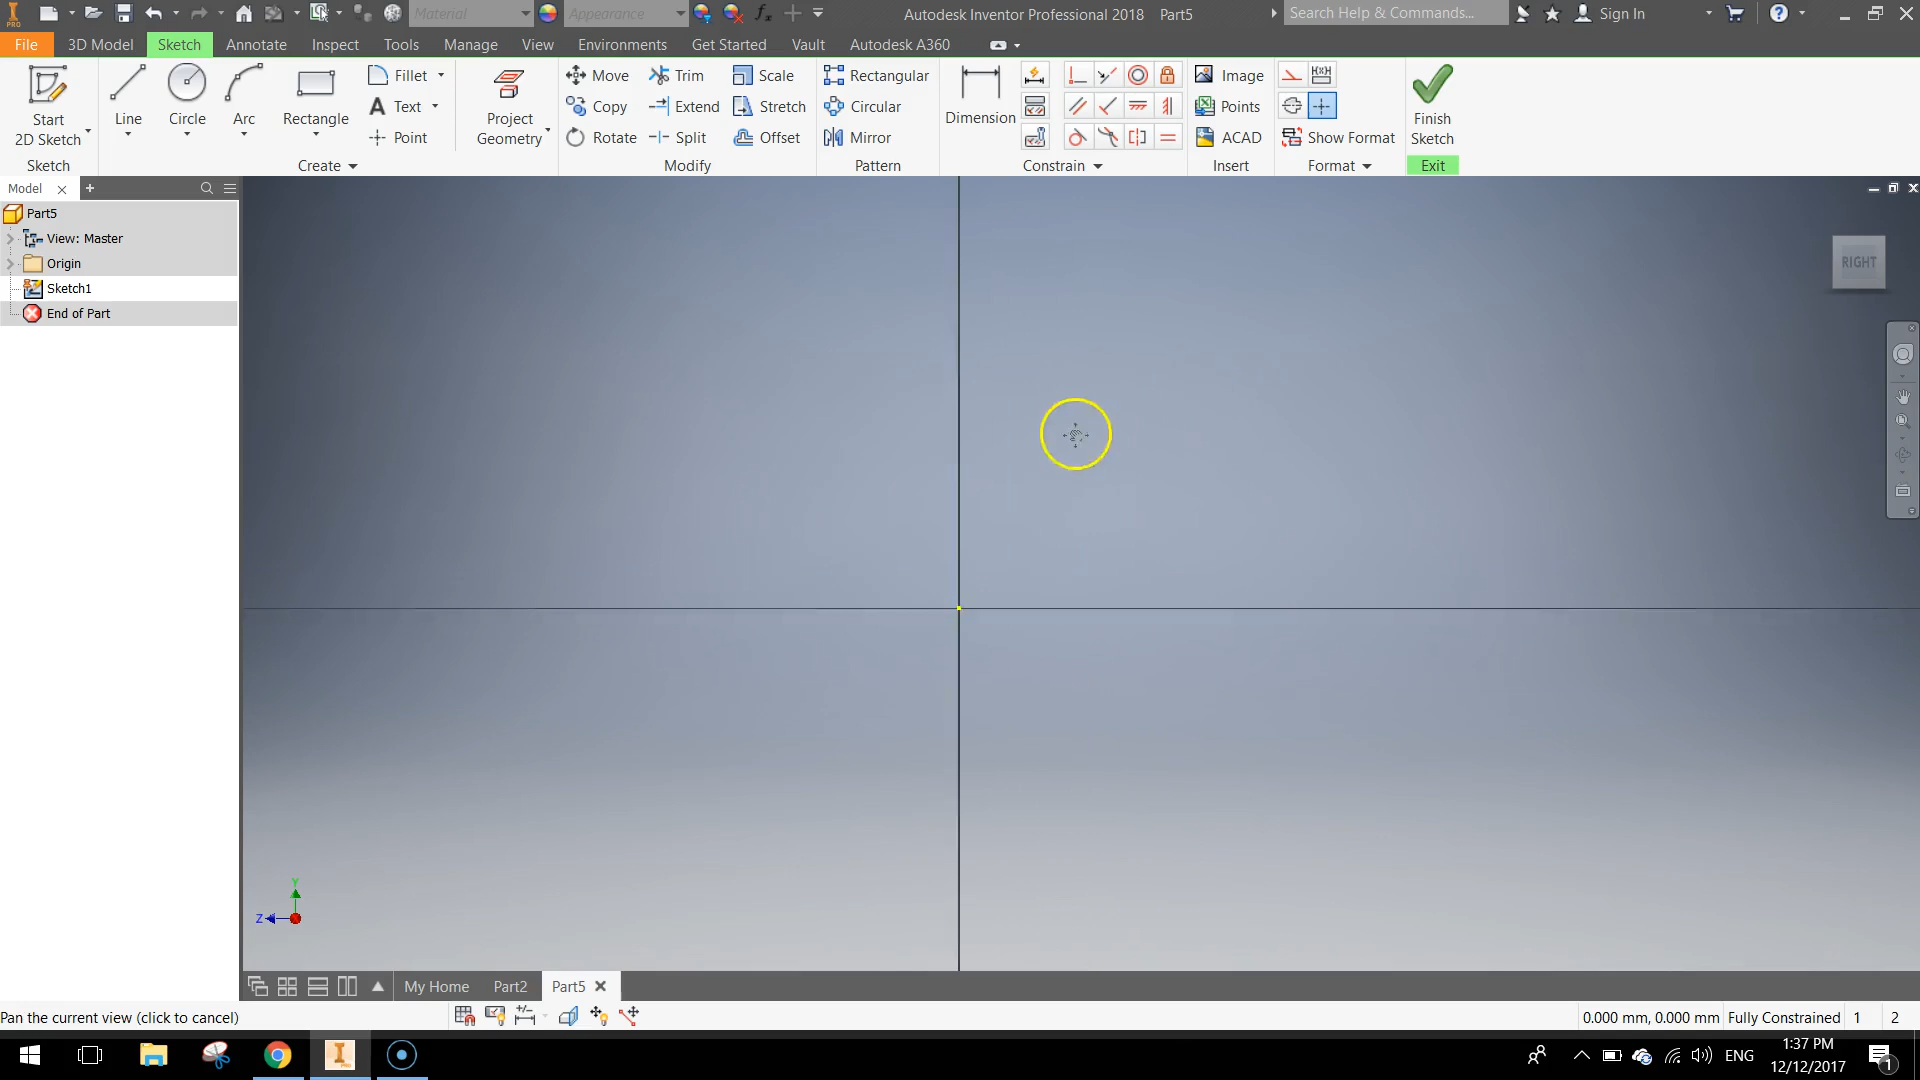 Material
Appearance
Autodesk Inventor Professional 2018 Part5
Search Help & Commands...
Sign In
PRO
File 3D Model Sketch Annotate Inspect Tools Manage View Environments Get Started Vault Autodesk A360
Start
2D Sketch
Line
Circle
Arc
Rectangle
Fillet
Text
Point
Project
Geometry
Move
Copy
Rotate
Trim
Extend
Split
Scale
Stretch
Offset
Rectangular
Circular
Mirror
Dimension
Image
Points
ACAD
Show Format
Finish
Sketch
Sketch Create Modify Pattern Constrain Insert Format Exit
Model
Part5
View: Master
Origin
Sketch1
End of Part
RIGHT
Y
Z
My Home Part2 Part5
Pan the current view (click to cancel)
0.000 mm, 0.000 mm Fully Constrained 1 2
ENG
1:37 PM
12/12/2017
1